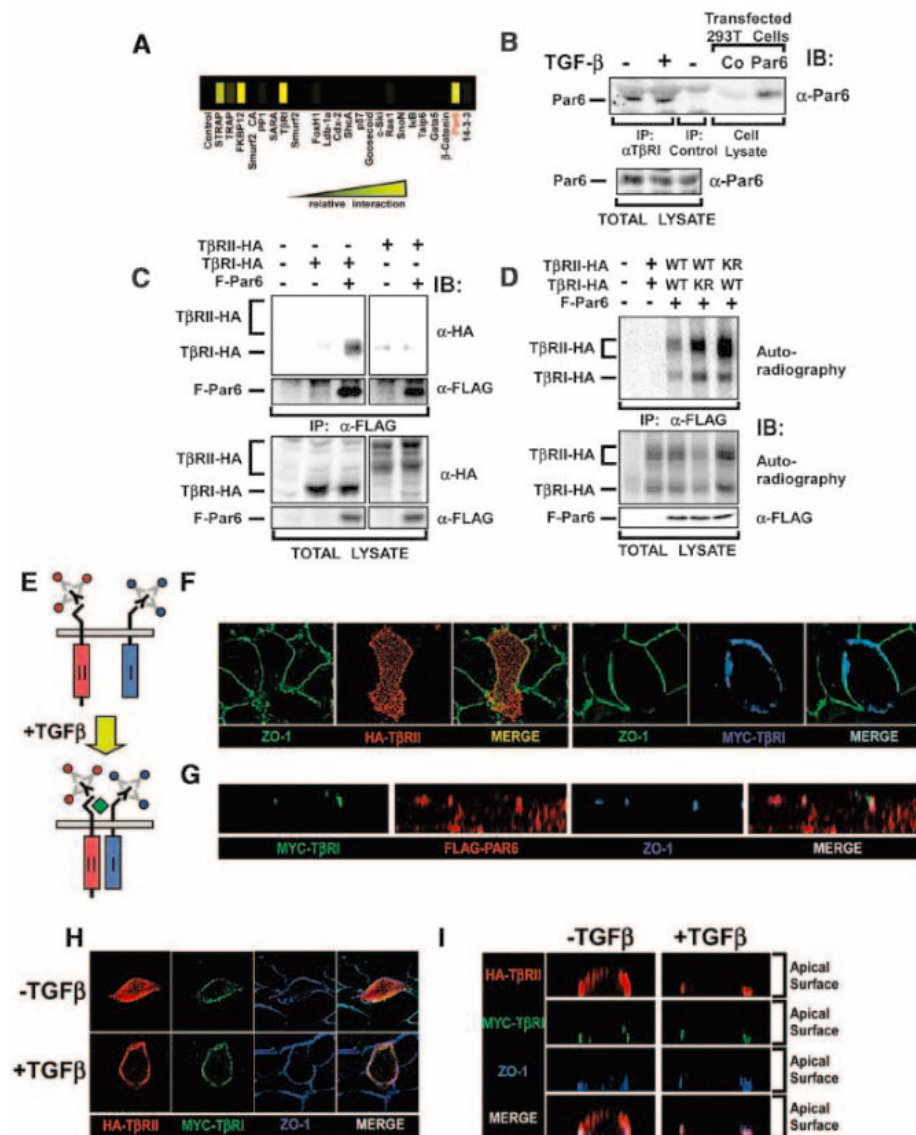 A
Control
STRAP
TRAP
FKBP12
Smurf2 CA
PP1
SARA
TβRI
Smurf2
FoxH1
Ldb-1a
Cdx-2
ShcA
p57
Goosecoid
c-Ski
Ras1
SnoN
IκB
Taip6
Gata5
β-Catenin
Par6
14-3-3
relative interaction
B
Transfected
293T Cells
TGF-β - + - Co Par6 IB:
Par6 α-Par6
IP: αTβRI
IP: Control
Cell Lysate
Par6 α-Par6
TOTAL LYSATE
C
TβRII-HA - - - + +
TβRI-HA - + + - -
F-Par6 - - + - + IB:
TβRII-HA
α-HA
TβRI-HA
F-Par6 α-FLAG
IP: α-FLAG
TβRII-HA
α-HA
TβRI-HA
F-Par6 α-FLAG
TOTAL LYSATE
D
TβRII-HA - + WT WT KR
TβRI-HA - + WT KR WT
F-Par6 - - + + +
TβRII-HA
Auto-
radiography
TβRI-HA
IP: α-FLAG
IB:
TβRII-HA
Auto-
radiography
TβRI-HA
F-Par6 α-FLAG
TOTAL LYSATE
E
II I
+TGFβ
II I
F
ZO-1 HA-TβRII MERGE ZO-1 MYC-TβRI MERGE
G
MYC-TβRI FLAG-PAR6 ZO-1 MERGE
H
-TGFβ
+TGFβ
HA-TβRII MYC-TβRI ZO-1 MERGE
I
-TGFβ +TGFβ
HA-TβRII Apical
Surface
MYC-TβRI Apical
Surface
ZO-1 Apical
Surface
MERGE Apical
Surface